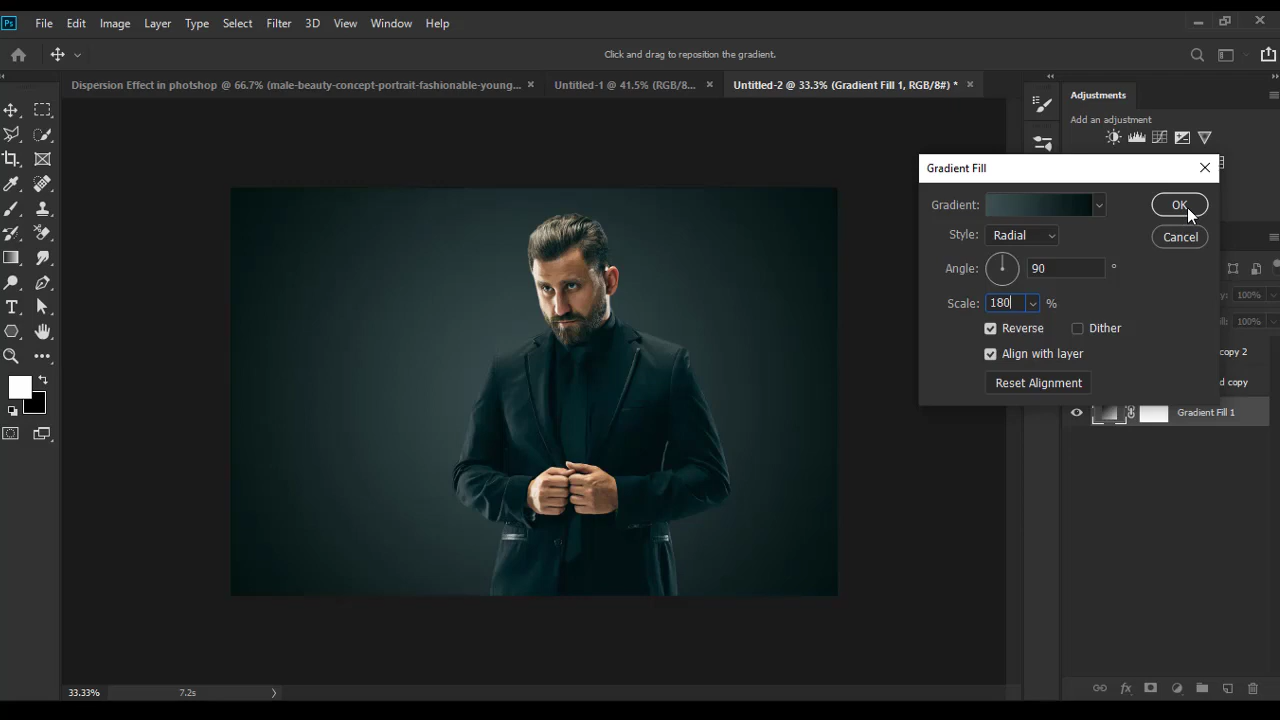 Ps File Edit Image Layer Type Select Filter 3D View Window Help
Click and drag to reposition the gradient.
Dispersion Effect in photshop @ 66.7% (male-beauty-concept-portrait-fashionable-young... × Untitled-1 @ 41.5% (RGB/8... × Untitled-2 @ 33.3% (Gradient Fill 1, RGB/8#) * ×
Adjustments
Add an adjustment
Gradient Fill
Gradient:
OK
Style: Radial
Cancel
Angle: 90 °
Scale: 180 %
Reverse Dither
Align with layer
Reset Alignment
100%
100%
copy 2
copy
Gradient Fill 1
33.33% 7.2s